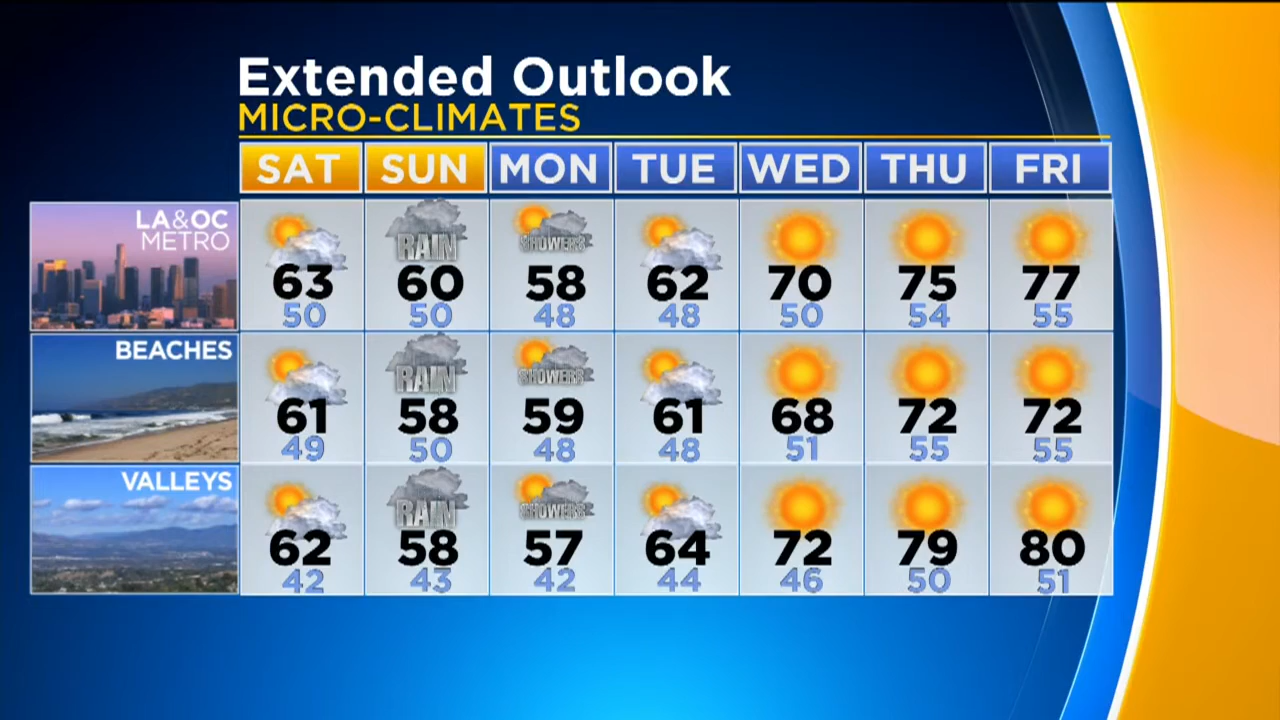 Extended Outlook
MICRO-CLIMATES
SAT SUN MON TUE WED THU FRI
LA&OC
METRO
RAIN SHOWERS
63 60 58 62 70 75 77
50 50 48 48 50 54 55
BEACHES
RAIN SHOWERS
61 58 59 61 68 72 72
49 50 48 48 51 55 55
VALLEYS
RAIN SHOWERS
62 58 57 64 72 79 80
42 43 42 44 46 50 51